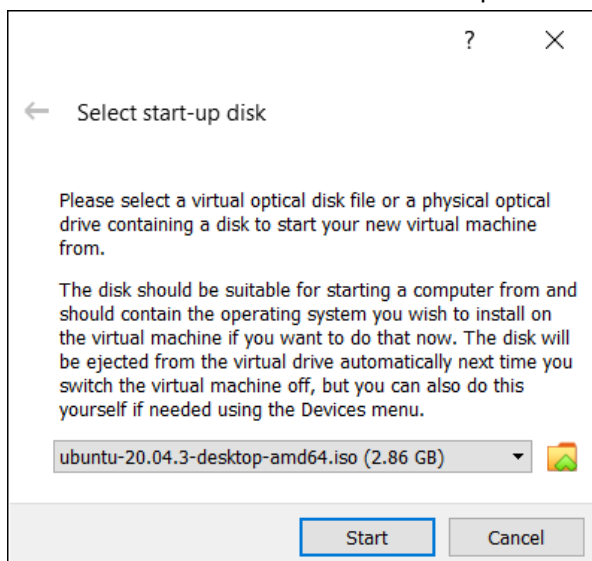 ?
Select start-up disk
Please select a virtual optical disk file or a physical optical
drive containing a disk to start your new virtual machine
from.
The disk should be suitable for starting a computer from and
should contain the operating system you wish to install on
the virtual machine if you want to do that now. The disk will
be ejected from the virtual drive automatically next time you
switch the virtual machine off, but you can also do this
yourself if needed using the Devices menu.
ubuntu-20.04.3-desktop-amd64.iso (2.86 GB)
Start Cancel